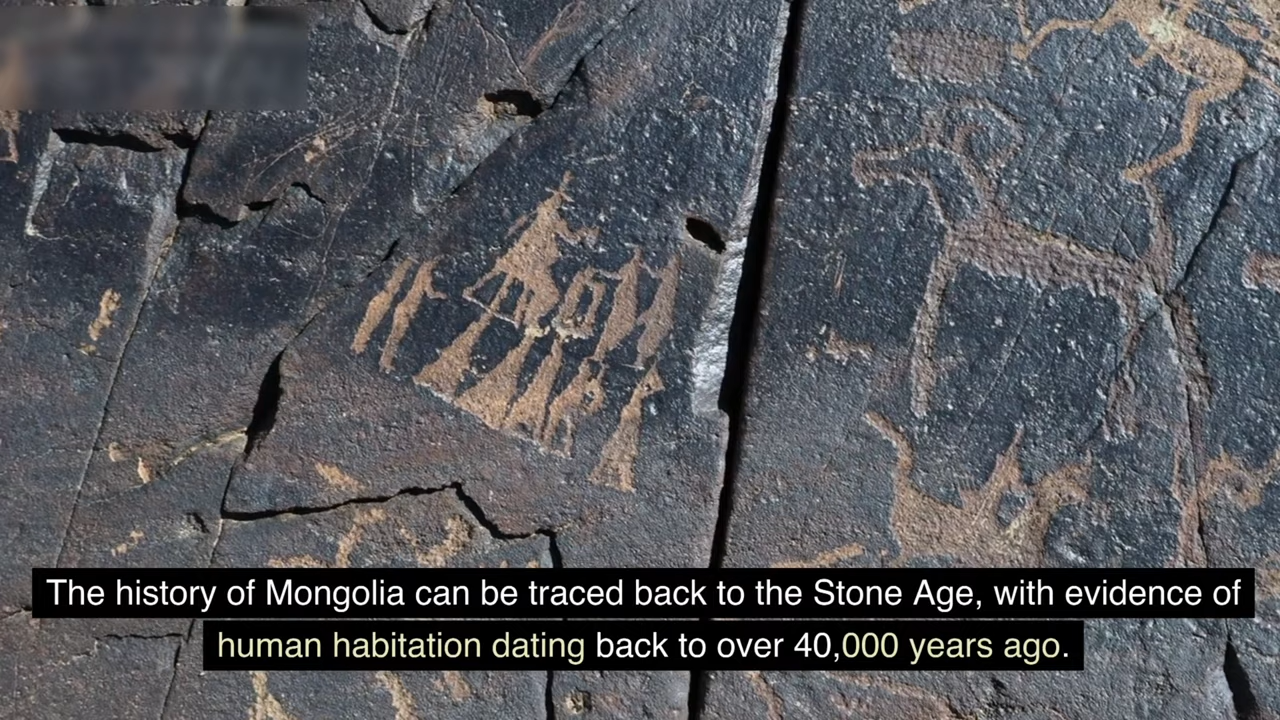 The history of Mongolia can be traced back to the Stone Age, with evidence of
human habitation dating back to over 40,000 years ago.